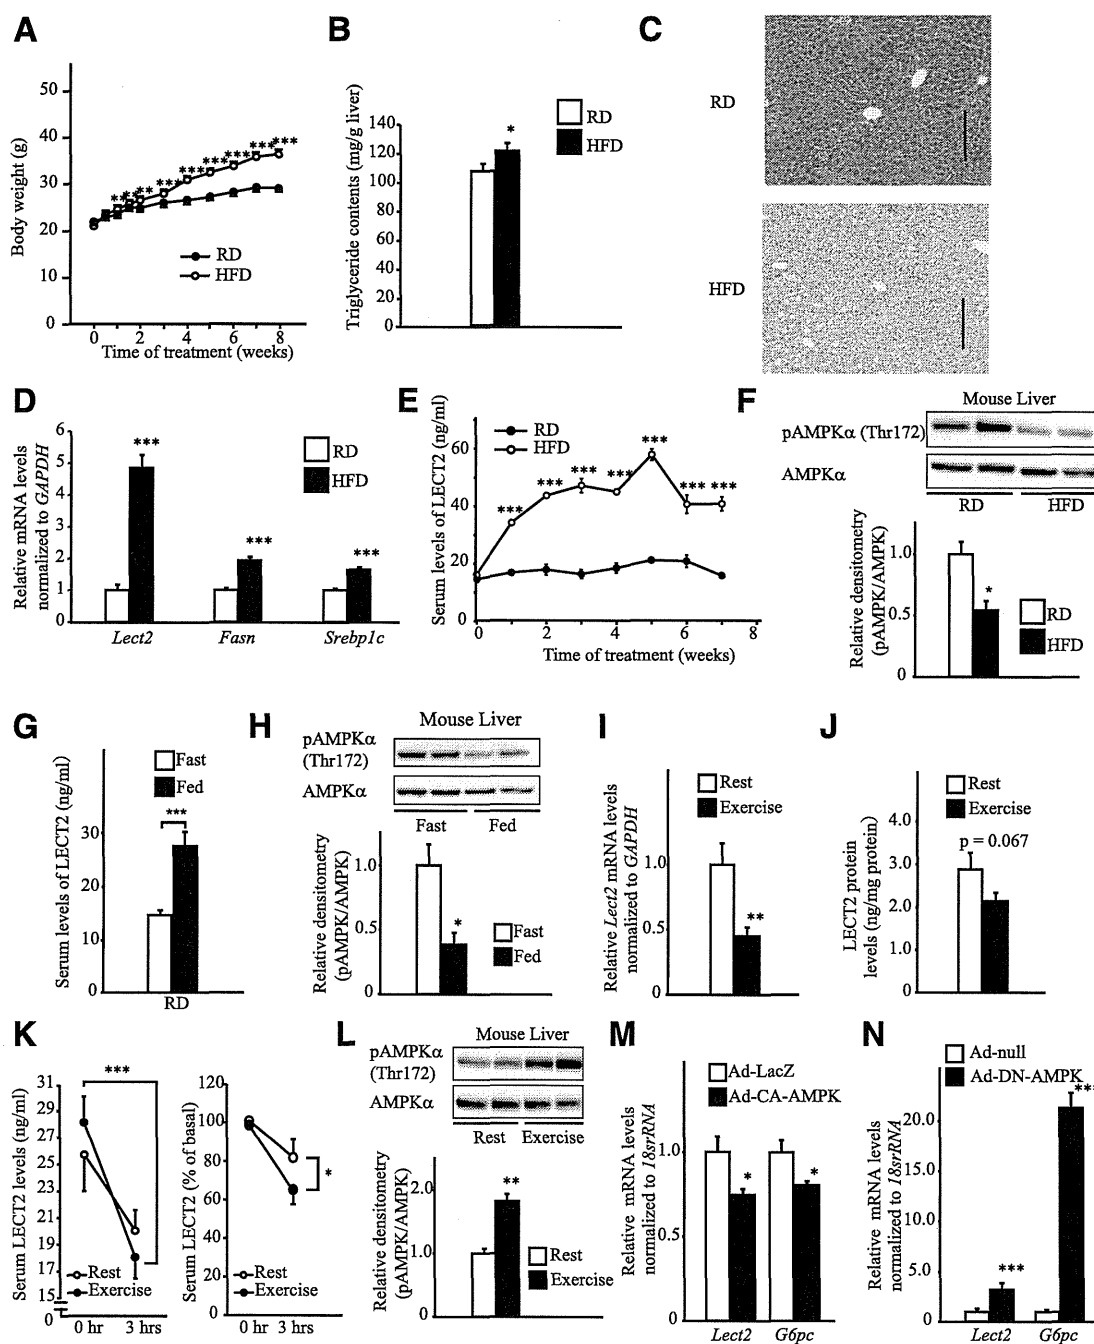 A
Body weight (g)
50
40
30
20
10
0
** ** ** *** *** *** *** *** ***
RD
HFD
0 2 4 6 8
Time of treatment (weeks)
B
Triglyceride contents (mg/g liver)
140
120
100
80
60
40
20
0
*
RD
HFD
C
RD
HFD
D
Relative mRNA levels
normalized to GAPDH
6
5
4
3
2
1
0
***
***
***
RD
HFD
Lect2 Fasn Srebp1c
E
Serum levels of LECT2 (ng/ml)
60
40
20
0
RD
HFD
*** *** *** *** *** *** ***
0 2 4 6 8
Time of treatment (weeks)
F
Mouse Liver
pAMPKα (Thr172)
AMPKα
RD HFD
Relative densitometry
(pAMPK/AMPK)
1.0
0.5
0
*
RD
HFD
G
Serum levels of LECT2 (ng/ml)
30
20
10
0
Fast
Fed
***
RD
H
Mouse Liver
pAMPKα
(Thr172)
AMPKα
Fast Fed
Relative densitometry
(pAMPK/AMPK)
1.0
0.5
0
*
Fast
Fed
I
Relative Lect2 mRNA levels
normalized to GAPDH
1.0
0.5
0
Rest
Exercise
**
J
LECT2 protein
levels (ng/mg protein)
4.0
3.0
2.0
1.0
0
Rest
Exercise
p = 0.067
K
Serum LECT2 levels (ng/ml)
31
29
27
25
23
21
19
17
15
0
***
Rest
Exercise
0 hr 3 hrs
Serum LECT2 (% of basal)
120
100
80
60
40
20
0
*
Rest
Exercise
0 hr 3 hrs
L
Mouse Liver
pAMPKα
(Thr172)
AMPKα
Rest Exercise
Relative densitometry
(pAMPK/AMPK)
2.0
1.0
0
**
Rest
Exercise
M
Relative mRNA levels
normalized to 18srRNA
1.0
0.5
0
Ad-LacZ
Ad-CA-AMPK
*
*
Lect2 G6pc
N
Relative mRNA levels
normalized to 18srRNA
20.0
15.0
10.0
5.0
0
Ad-null
Ad-DN-AMPK
***
***
Lect2 G6pc